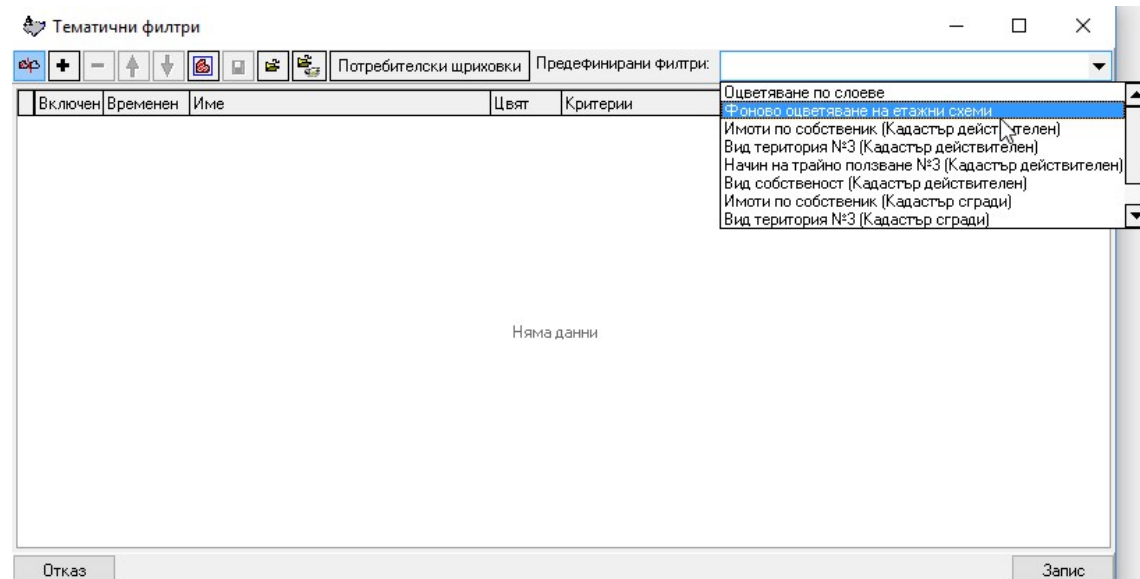 Тематични филтри
Потребителски щриховки Предефинирани филтри:
Включен Временен Име Цвят Критерии
Оцветяване по слоеве
Фоново оцветяване на етажни схеми
Имоти по собственик (Кадастър действителен)
Вид територия №3 (Кадастър действителен)
Начин на трайно ползване №3 (Кадастър действителен)
Вид собственост (Кадастър действителен)
Имоти по собственик (Кадастър сгради)
Вид територия №3 (Кадастър сгради)
Няма данни
Отказ Запис